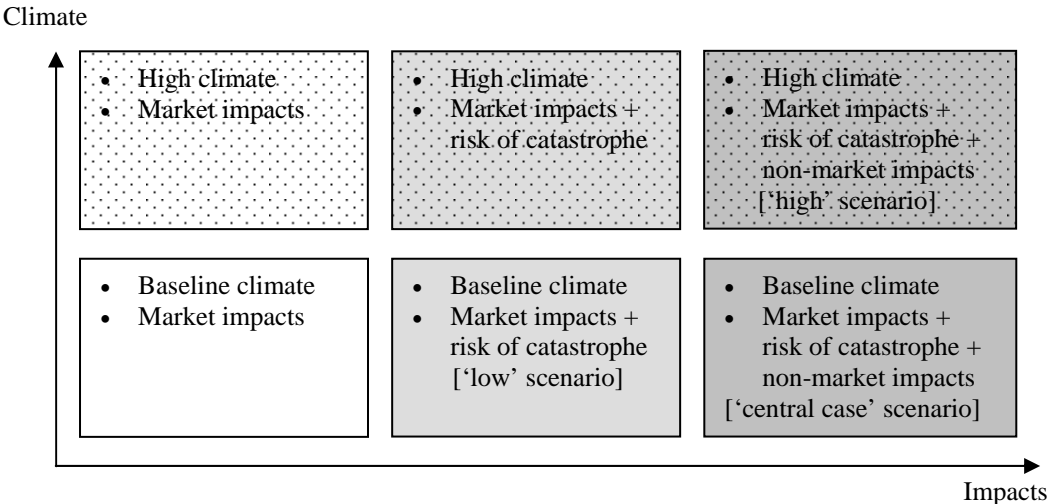 Climate
• High climate
• Market impacts
• High climate
• Market impacts +
risk of catastrophe
• High climate
• Market impacts +
risk of catastrophe +
non-market impacts
[‘high’ scenario]
• Baseline climate
• Market impacts
• Baseline climate
• Market impacts +
risk of catastrophe
[‘low’ scenario]
• Baseline climate
• Market impacts +
risk of catastrophe +
non-market impacts
[‘central case’ scenario]
Impacts